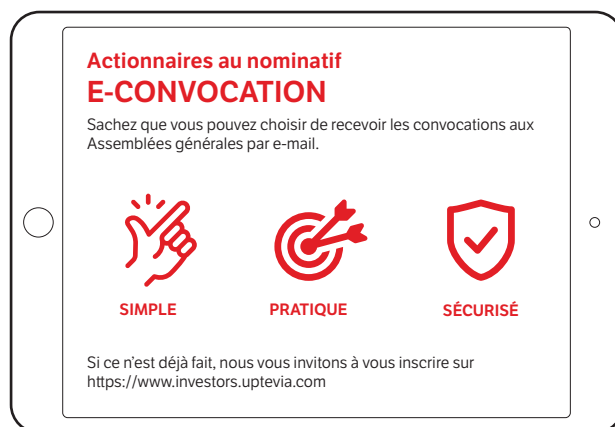 Actionnaires au nominatif
E-CONVOCATION
Sachez que vous pouvez choisir de recevoir les convocations aux
Assemblées générales par e-mail.
SIMPLE
PRATIQUE
SÉCURISÉ
Si ce n’est déjà fait, nous vous invitons à vous inscrire sur
https://www.investors.uptevia.com